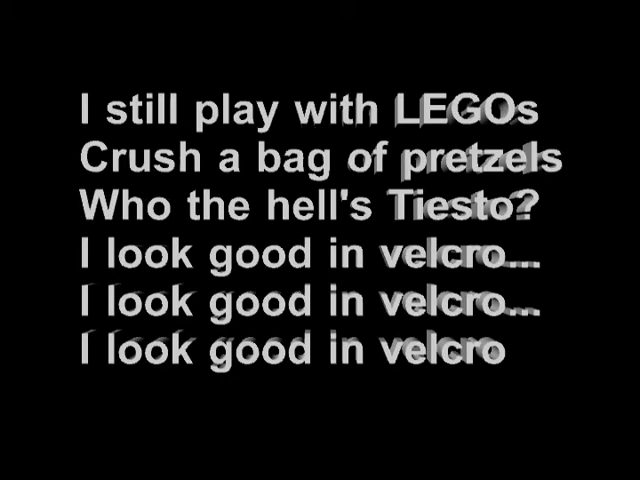 I still play with LEGOs
Crush a bag of pretzels
Who the hell's Tiesto?
I look good in velcro...
I look good in velcro...
I look good in velcro